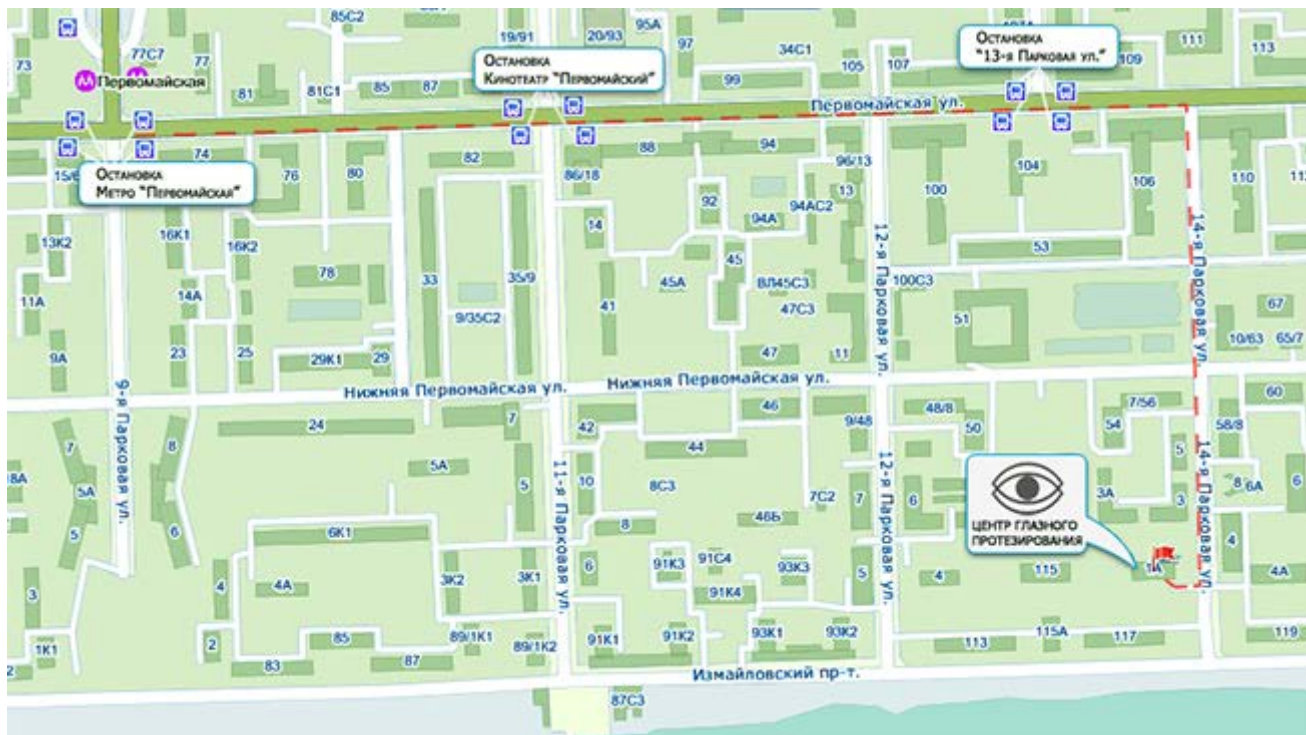 85С2
19/91
20/93
95А
34С1
107А
111
113
73
77С7
77
Первомайская
97
105
107
109
Остановка
Кинотеатр "Первомайский"
Остановка
"13-я Парковая ул."
81
81С1
85
87
99
Первомайская ул.
Остановка
Метро "Первомайская"
74
76
80
82
86/18
88
94
96/13
100
104
106
110
13К2
16К1
16К2
14
92
94А
94АС2
13
53
78
33
35/9
45А
45
ВЛ45С3
100С3
11А
14А
9/35С2
41
47С3
51
67
9А
23
25
29К1
29
47
11
10/63
65/7
Нижняя Первомайская ул.
Нижняя Первомайская ул.
9-я Парковая ул.
11-я Парковая ул.
12-я Парковая ул.
12-я Парковая ул.
14-я Парковая ул.
14-я Парковая ул.
24
7
42
46
9/48
48/8
50
54
7/56
58/8
60
7
8
5А
44
5
8А
5А
5
10
8С3
7С2
7
6
3А
3
8
6А
6
5
6
6К1
8
46Б
ЦЕНТР ГЛАЗНОГО
ПРОТЕЗИРОВАНИЯ
4
3
4
4А
3К2
3К1
6
91К3
91С4
93К3
5
4
115
1А
4А
91К4
1К1
2
83
85
87
89/1К1
89/1К2
91К1
91К2
93К1
93К2
113
115А
117
119
Измайловский пр-т.
87С3